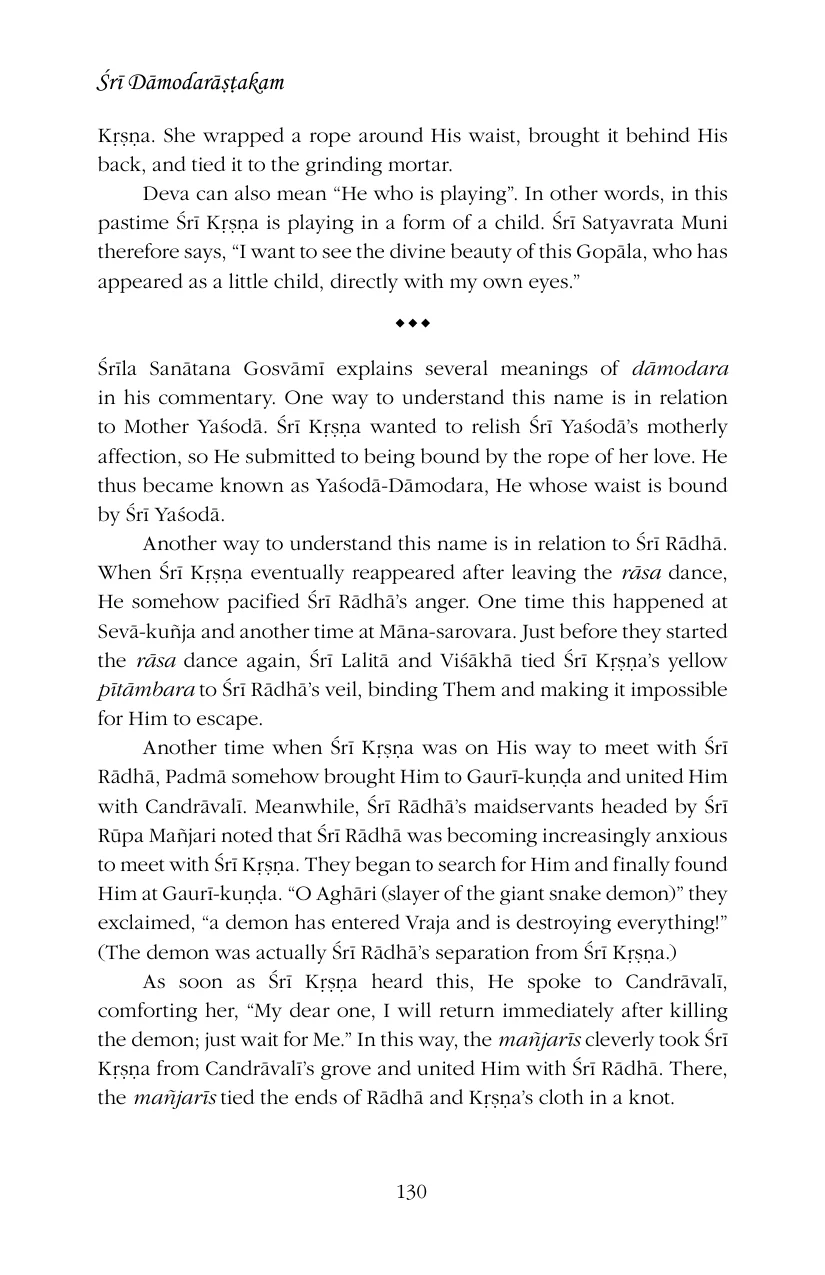 Śrī Dāmodarāṣṭakam
Kṛṣṇa. She wrapped a rope around His waist, brought it behind His
back, and tied it to the grinding mortar.
Deva can also mean “He who is playing”. In other words, in this
pastime Śrī Kṛṣṇa is playing in a form of a child. Śrī Satyavrata Muni
therefore says, “I want to see the divine beauty of this Gopāla, who has
appeared as a little child, directly with my own eyes.”
Śrīla Sanātana Gosvāmī explains several meanings of dāmodara
in his commentary. One way to understand this name is in relation
to Mother Yaśodā. Śrī Kṛṣṇa wanted to relish Śrī Yaśodā’s motherly
affection, so He submitted to being bound by the rope of her love. He
thus became known as Yaśodā-Dāmodara, He whose waist is bound
by Śrī Yaśodā.
Another way to understand this name is in relation to Śrī Rādhā.
When Śrī Kṛṣṇa eventually reappeared after leaving the rāsa dance,
He somehow pacified Śrī Rādhā’s anger. One time this happened at
Sevā-kuñja and another time at Māna-sarovara. Just before they started
the rāsa dance again, Śrī Lalitā and Viśākhā tied Śrī Kṛṣṇa’s yellow
pītāmbara to Śrī Rādhā’s veil, binding Them and making it impossible
for Him to escape.
Another time when Śrī Kṛṣṇa was on His way to meet with Śrī
Rādhā, Padmā somehow brought Him to Gaurī-kuṇḍa and united Him
with Candrāvalī. Meanwhile, Śrī Rādhā’s maidservants headed by Śrī
Rūpa Mañjari noted that Śrī Rādhā was becoming increasingly anxious
to meet with Śrī Kṛṣṇa. They began to search for Him and finally found
Him at Gaurī-kuṇḍa. “O Aghāri (slayer of the giant snake demon)” they
exclaimed, “a demon has entered Vraja and is destroying everything!”
(The demon was actually Śrī Rādhā’s separation from Śrī Kṛṣṇa.)
As soon as Śrī Kṛṣṇa heard this, He spoke to Candrāvalī,
comforting her, “My dear one, I will return immediately after killing
the demon; just wait for Me.” In this way, the mañjarīs cleverly took Śrī
Kṛṣṇa from Candrāvalī’s grove and united Him with Śrī Rādhā. There,
the mañjarīs tied the ends of Rādhā and Kṛṣṇa’s cloth in a knot.
130